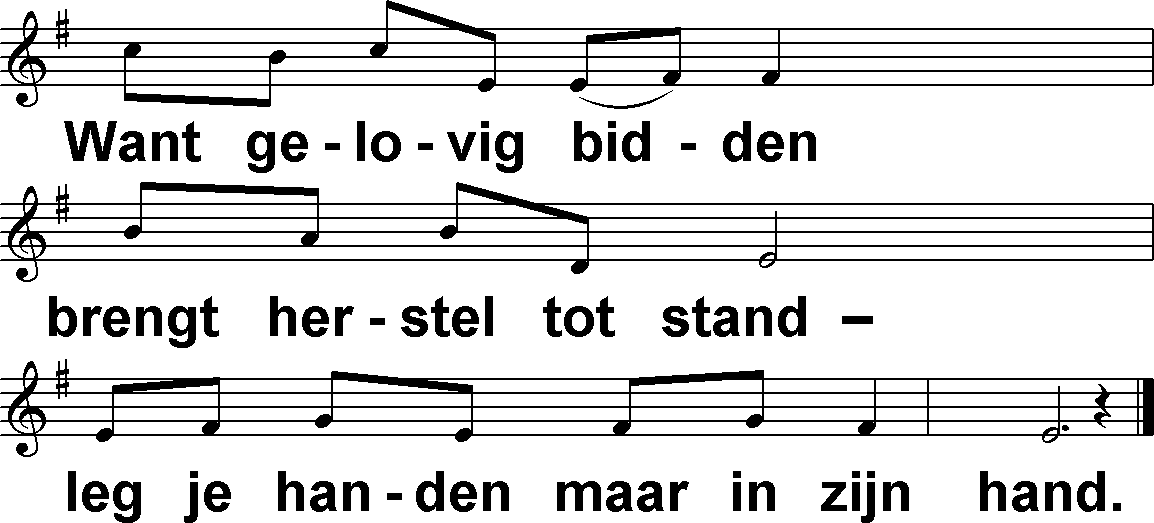 Want ge - lo - vig bid - den
brengt her - stel tot stand –
leg je han - den maar in zijn hand.